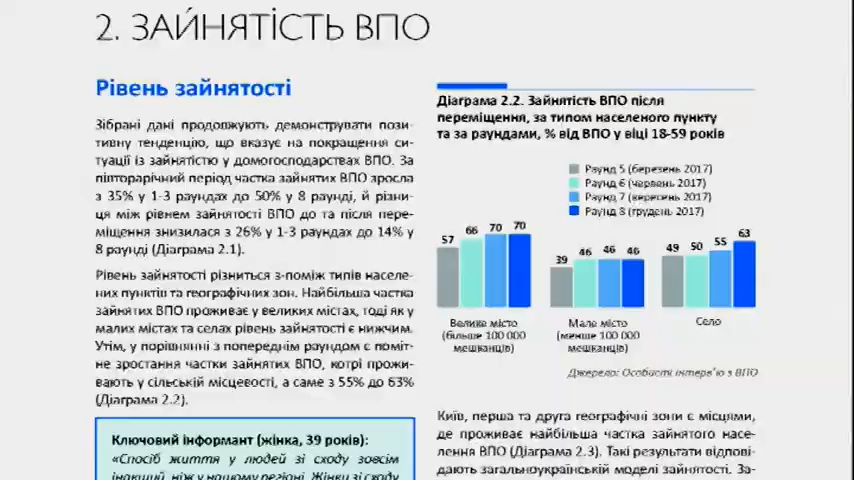 2. ЗАЙНЯТІСТЬ ВПО
Рівень зайнятості
Зібрані дані продовжують демонструвати пози-
тивну тенденцію, що вказує на покращення си-
туації із зайнятістю у домогосподарствах ВПО. За
півторарічний період частка зайнятих ВПО зросла
з 35% у 1-3 раундах до 50% у 8 раунді, й різни-
ця між рівнем зайнятості ВПО до та після пере-
міщення знизилася з 26% у 1-3 раундах до 14% у
8 раунді (Діаграма 2.1).
Рівень зайнятості різниться з-поміж типів населе-
них пунктів та географічних зон. Найбільша частка
зайнятих ВПО проживає у великих містах, тоді як у
малих містах та селах рівень зайнятості є нижчим.
Утім, у порівнянні з попереднім раундом є поміт-
не зростання частки зайнятих ВПО, котрі прожи-
вають у сільській місцевості, а саме з 55% до 63%
(Діаграма 2.2).
Ключовий інформант (жінка, 39 років):
«Спосіб життя у людей зі сходу зовсім
інакший, ніж у нашому регіоні. Жінки зі сходу
Діаграма 2.2. Зайнятість ВПО після
переміщення, за типом населеного пункту
та за раундами, % від ВПО у віці 18-59 років
Раунд 5 (березень 2017)
Раунд 6 (червень 2017)
Раунд 7 (вересень 2017)
Раунд 8 (грудень 2017)
57 66 70 70
39 46 46 46
49 50 55 63
Велике місто
(більше 100 000
мешканців)
Мале місто
(менше 100 000
мешканців)
Село
Джерело: Особисті інтерв'ю з ВПО
Київ, перша та друга географічні зони є місцями,
де проживає найбільша частка зайнятого насе-
лення ВПО (Діаграма 2.3). Такі результати відпові-
дають загальноукраїнській моделі зайнятості. За-